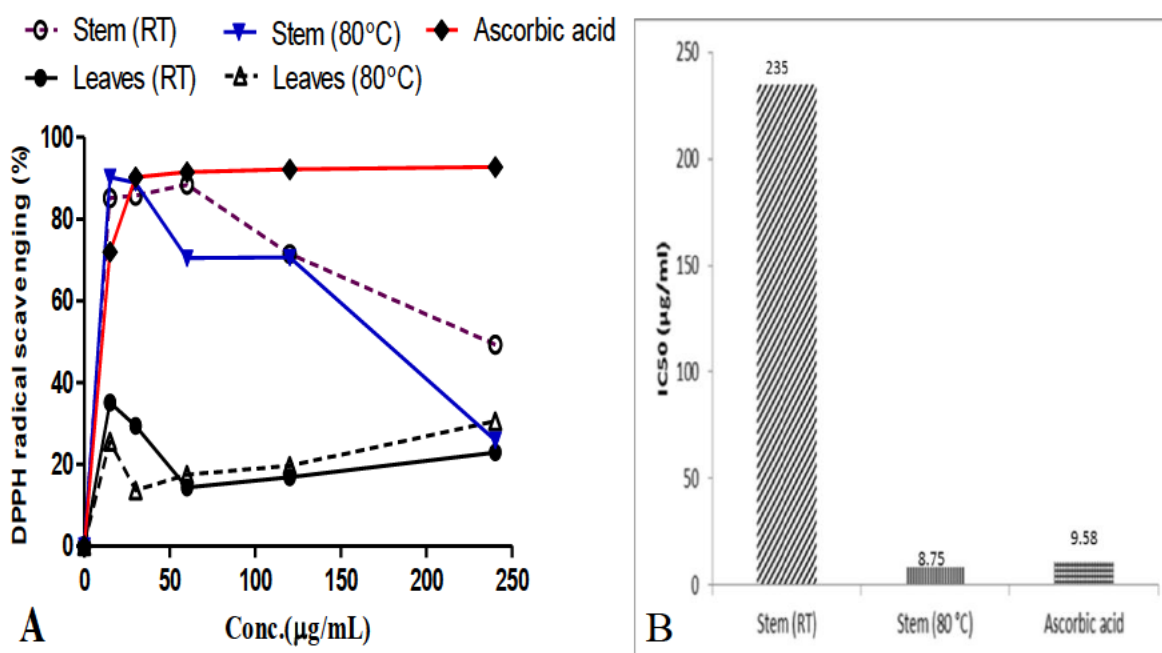 Stem (RT) Stem (80°C) Ascorbic acid
Leaves (RT) Leaves (80°C)
DPPH radical scavenging (%)
100
80
60
40
20
0
0 50 100 150 200 250
Conc.(µg/mL)
A
IC50 (µg/ml)
250
200
150
100
50
0
235
8.75
9.58
Stem (RT) Stem (80 °C) Ascorbic acid
B